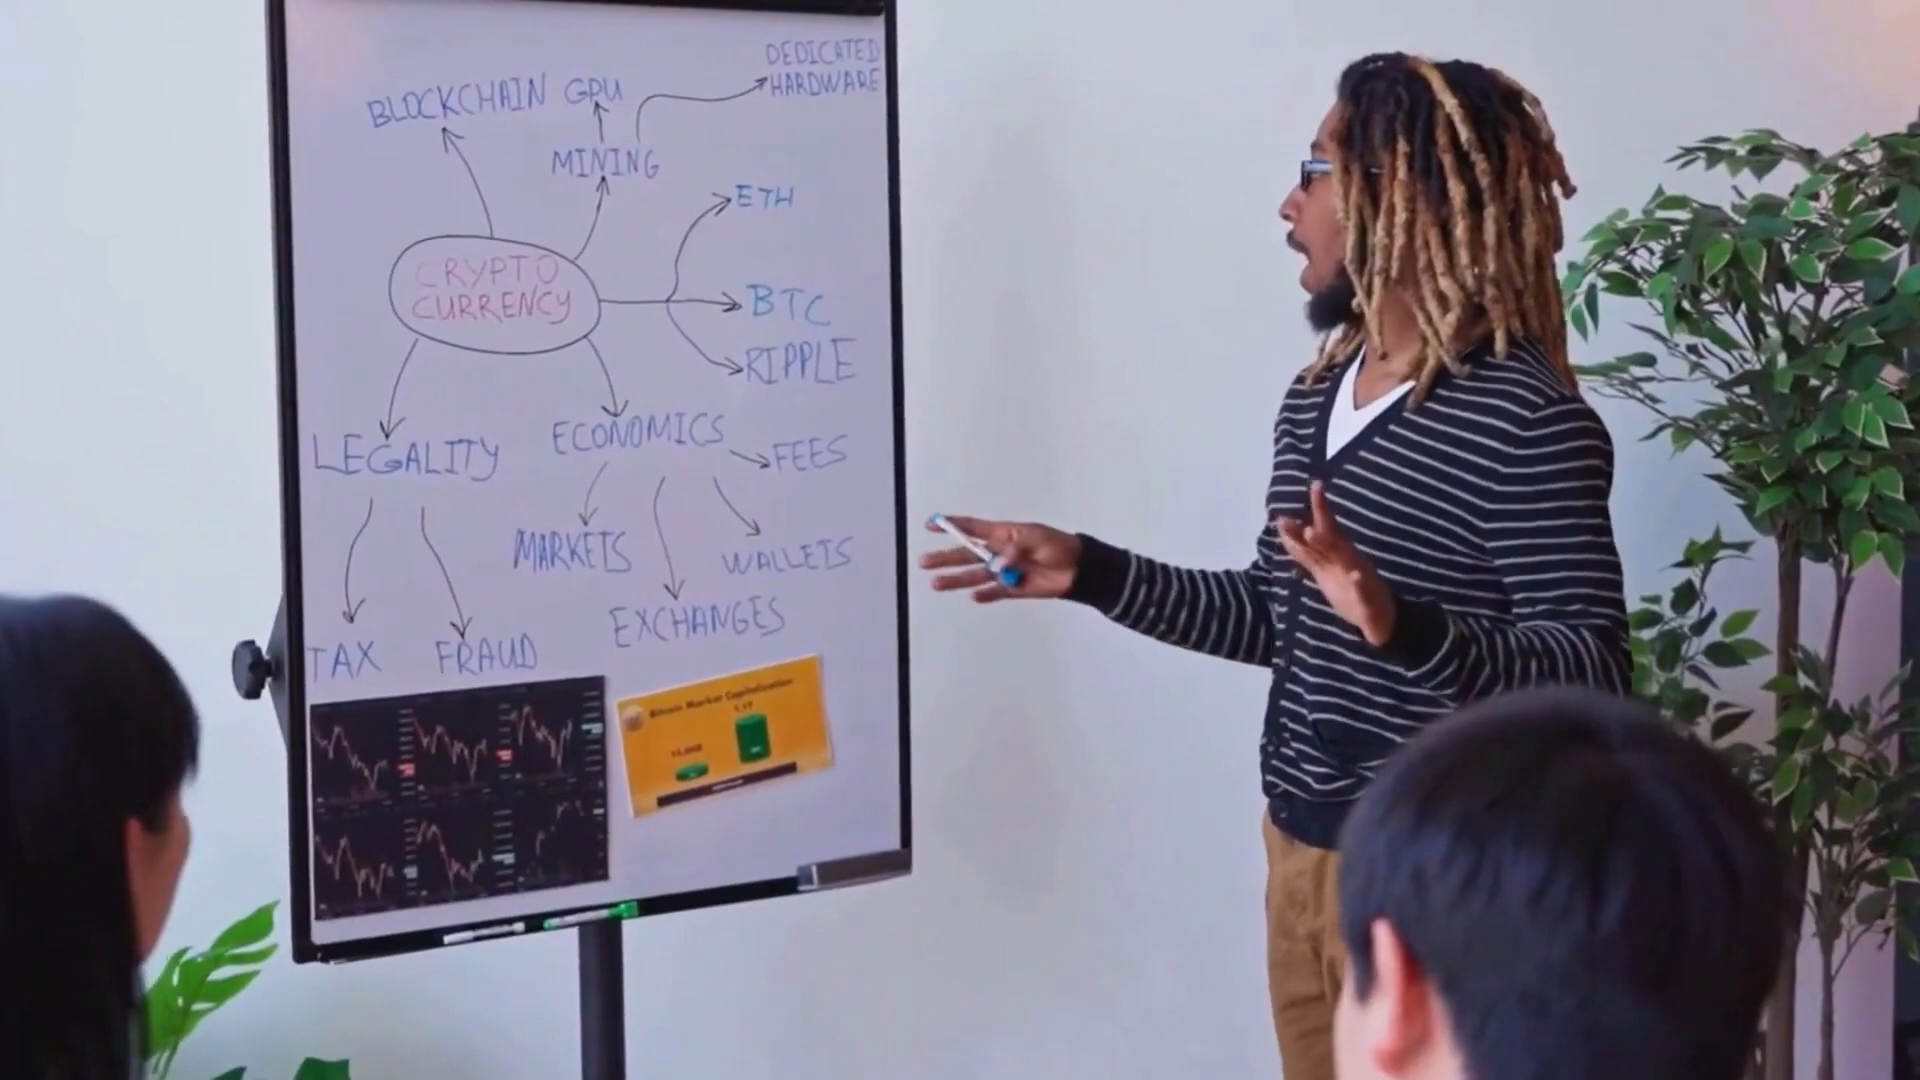 DEDICATED
HARDWARE
BLOCKCHAIN
GPU
MINING
ETH
CRYPTO
CURRENCY
BTC
RIPPLE
LEGALITY
ECONOMICS
FEES
MARKETS
WALLETS
EXCHANGES
TAX
FRAUD
Bitcoin Market Capitalization